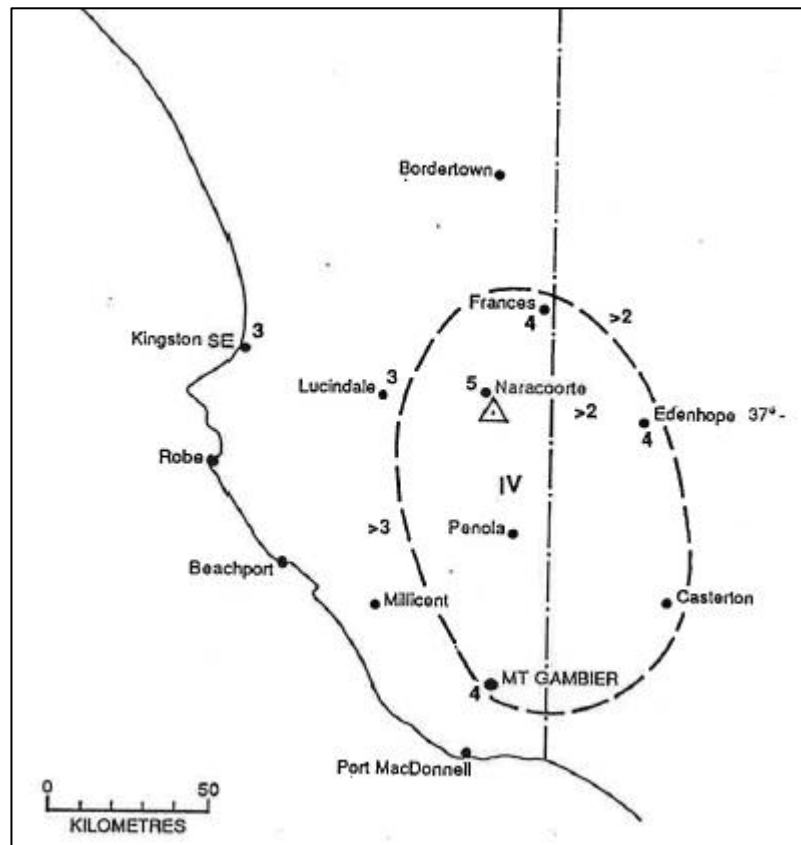 Bordertown
Frances
4
>2
Kingston SE 3
Lucindale 3
5 Naracoorte
>2
Edenhope 37°-
4
Robe
IV
>3
Penola
Beachport
Millicent
Casterton
MT GAMBIER
4
Port MacDonnell
0 50
KILOMETRES